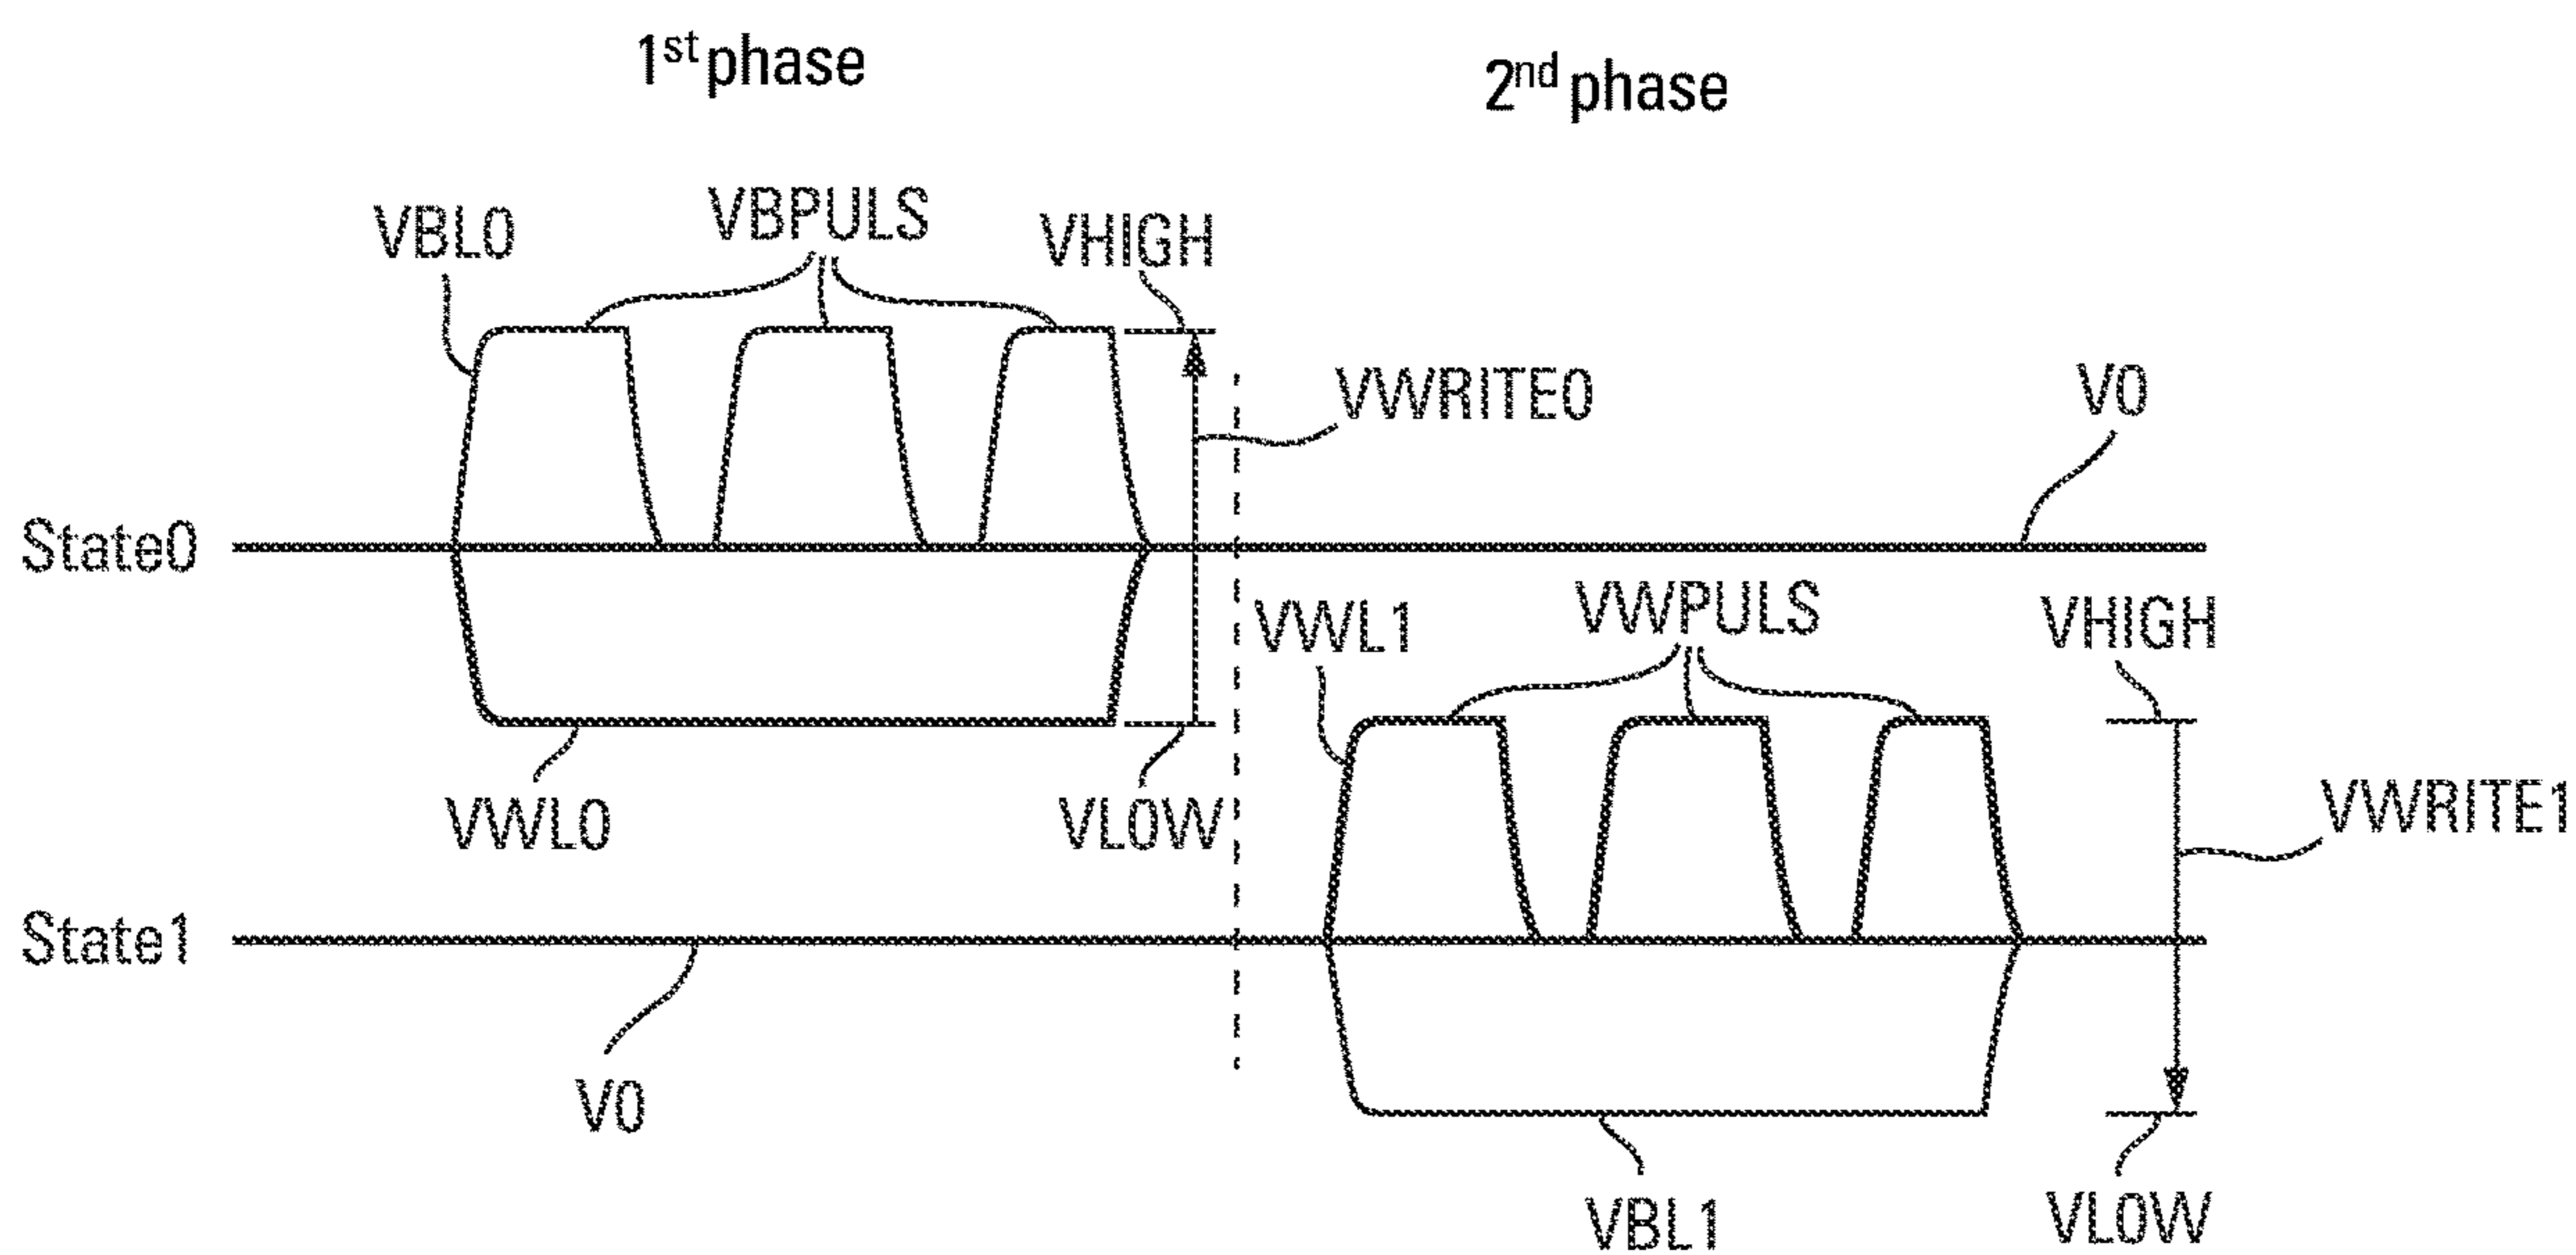 1st phase
2nd phase
VBL0
VBPULS
VHIGH
VWRITE0
V0
State0
VWL1
VWPULS
VHIGH
VWL0
VLOW
VWRITE1
State1
V0
VBL1
VLOW